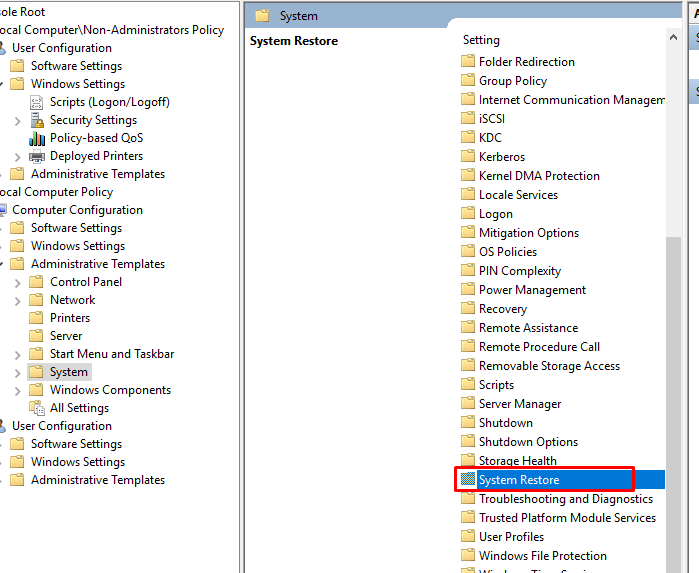 sole Root
ocal Computer\Non-Administrators Policy
User Configuration
Software Settings
Windows Settings
Scripts (Logon/Logoff)
Security Settings
Policy-based QoS
Deployed Printers
Administrative Templates
ocal Computer Policy
Computer Configuration
Software Settings
Windows Settings
Administrative Templates
Control Panel
Network
Printers
Server
Start Menu and Taskbar
System
Windows Components
All Settings
User Configuration
Software Settings
Windows Settings
Administrative Templates
System
System Restore
Setting
Folder Redirection
Group Policy
Internet Communication Managem
iSCSI
KDC
Kerberos
Kernel DMA Protection
Locale Services
Logon
Mitigation Options
OS Policies
PIN Complexity
Power Management
Recovery
Remote Assistance
Remote Procedure Call
Removable Storage Access
Scripts
Server Manager
Shutdown
Shutdown Options
Storage Health
System Restore
Troubleshooting and Diagnostics
Trusted Platform Module Services
User Profiles
Windows File Protection